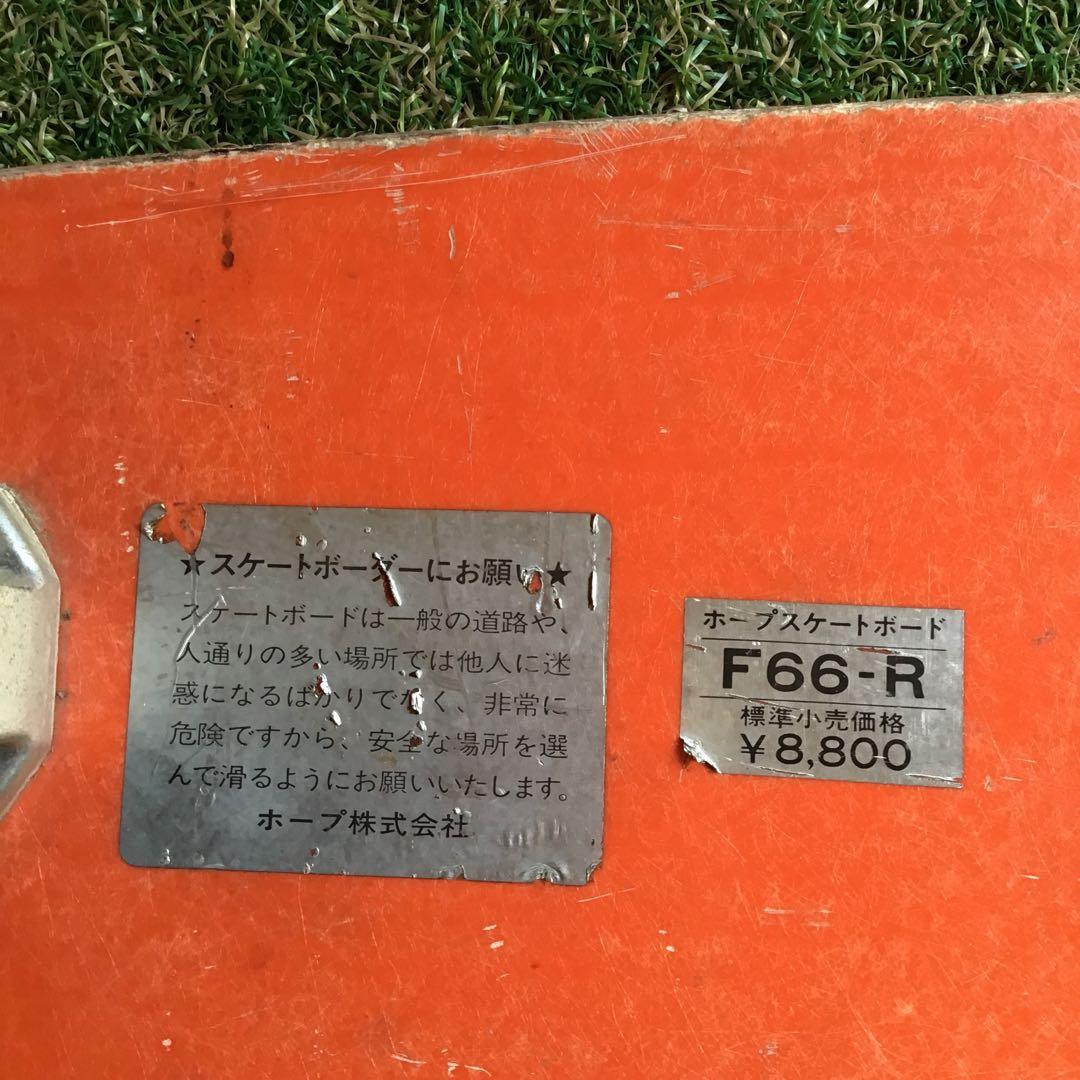 ★スケートボーダーにお願い★
スケートボードは一般の道路や、
人通りの多い場所では他人に迷
惑になるばかりでなく、非常に
危険ですから、安全な場所を選
んで滑るようにお願いいたします。
ホープ株式会社
ホープスケートボード
F66-R
標準小売価格
¥8,800